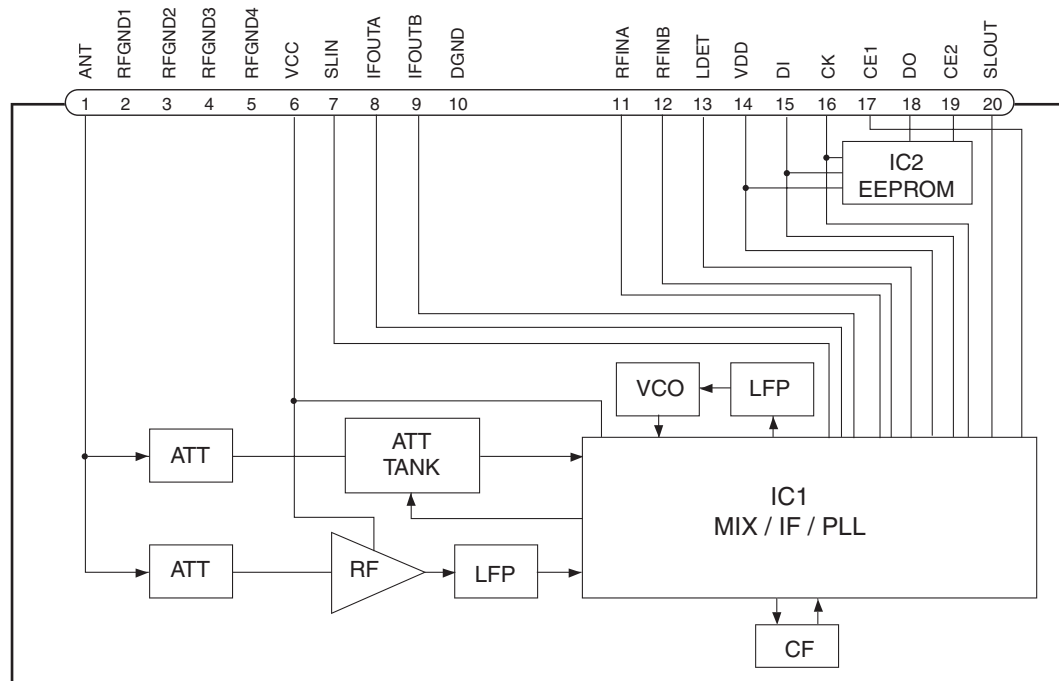 ANT
RFGND1
RFGND2
RFGND3
RFGND4
VCC
SLIN
IFOUTA
IFOUTB
DGND
RFINA
RFINB
LDET
VDD
DI
CK
CE1
DO
CE2
SLOUT
1 2 3 4 5 6 7 8 9 10 11 12 13 14 15 16 17 18 19 20
IC2
EEPROM
VCO
LFP
ATT
ATT
TANK
IC1
MIX / IF / PLL
ATT
RF
LFP
CF